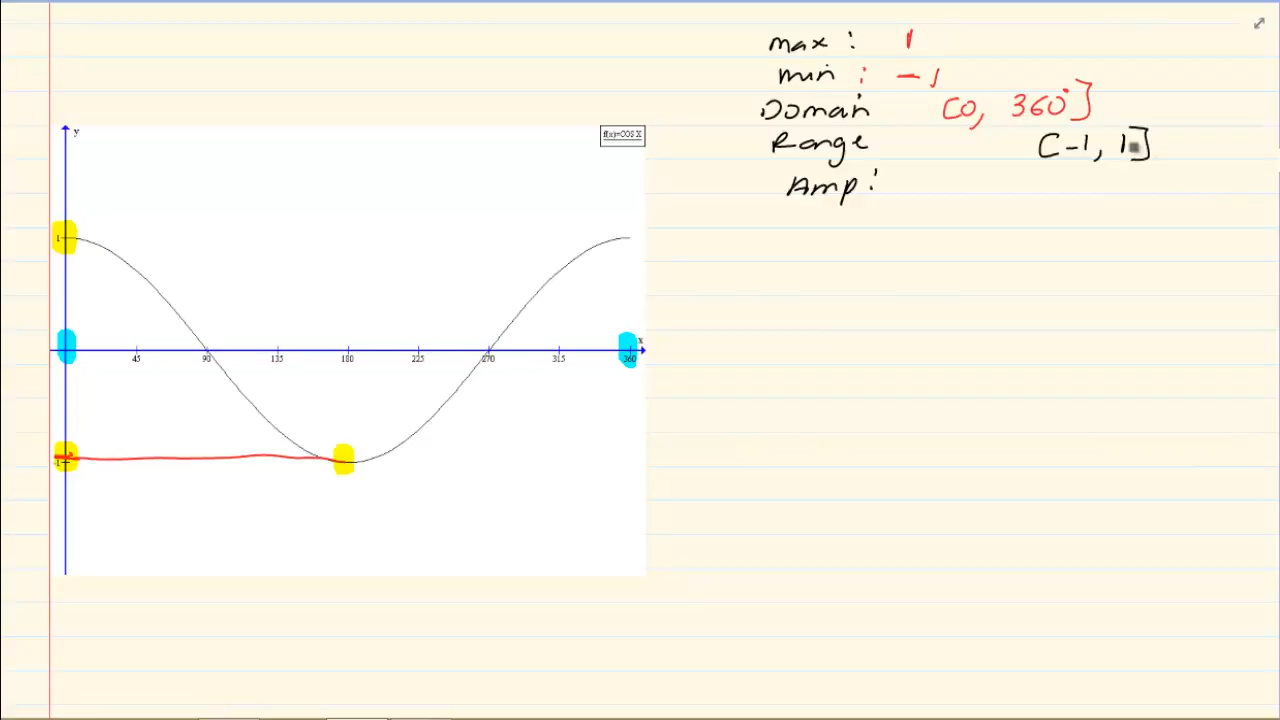 max : 1
min : -1
Domain [0, 360°]
Range [-1, 1]
Amp :
y
f(x)=COS X
1
x
45 90 135 180 225 270 315 360
-1